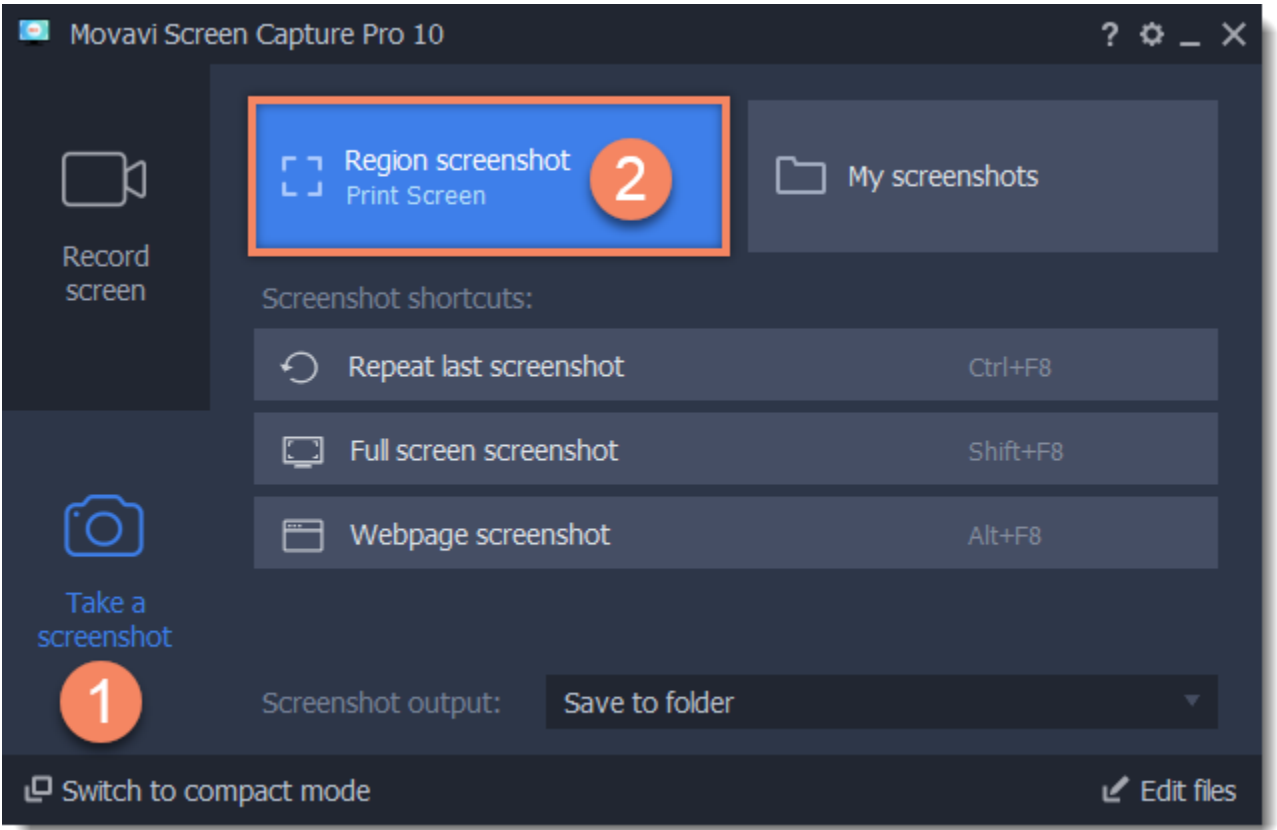 Movavi Screen Capture Pro 10
?
Record
screen
Take a
screenshot
1
Region screenshot
Print Screen
2
My screenshots
Screenshot shortcuts:
Repeat last screenshot Ctrl+F8
Full screen screenshot Shift+F8
Webpage screenshot Alt+F8
Screenshot output: Save to folder
Switch to compact mode
Edit files